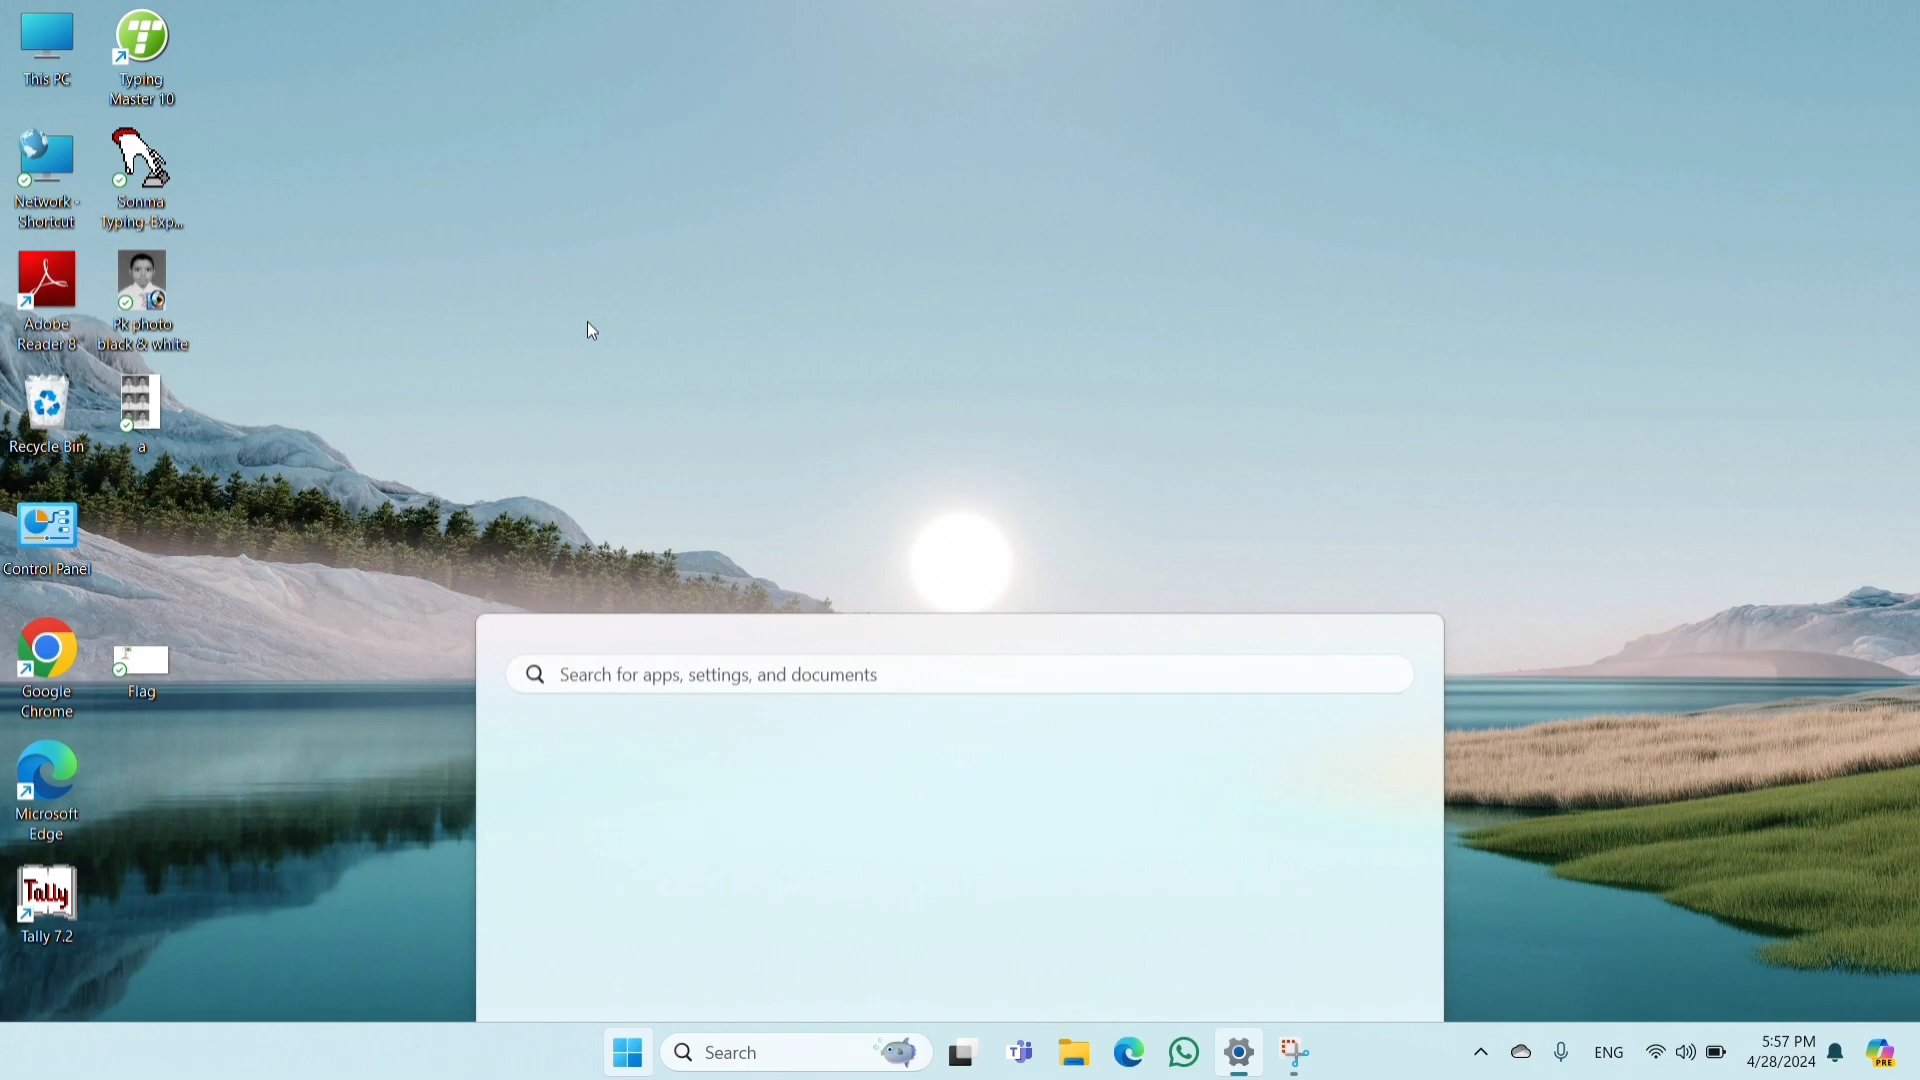 This PC
Typing
Master 10
Network -
Shortcut
Sonma
Typing-Exp...
Adobe
Reader 8
Pk photo
black & white
Recycle Bin
a
Control Panel
Google
Chrome
Flag
Microsoft
Edge
Tally
Tally 7.2
Search for apps, settings, and documents
Search
ENG
5:57 PM
4/28/2024
PRE